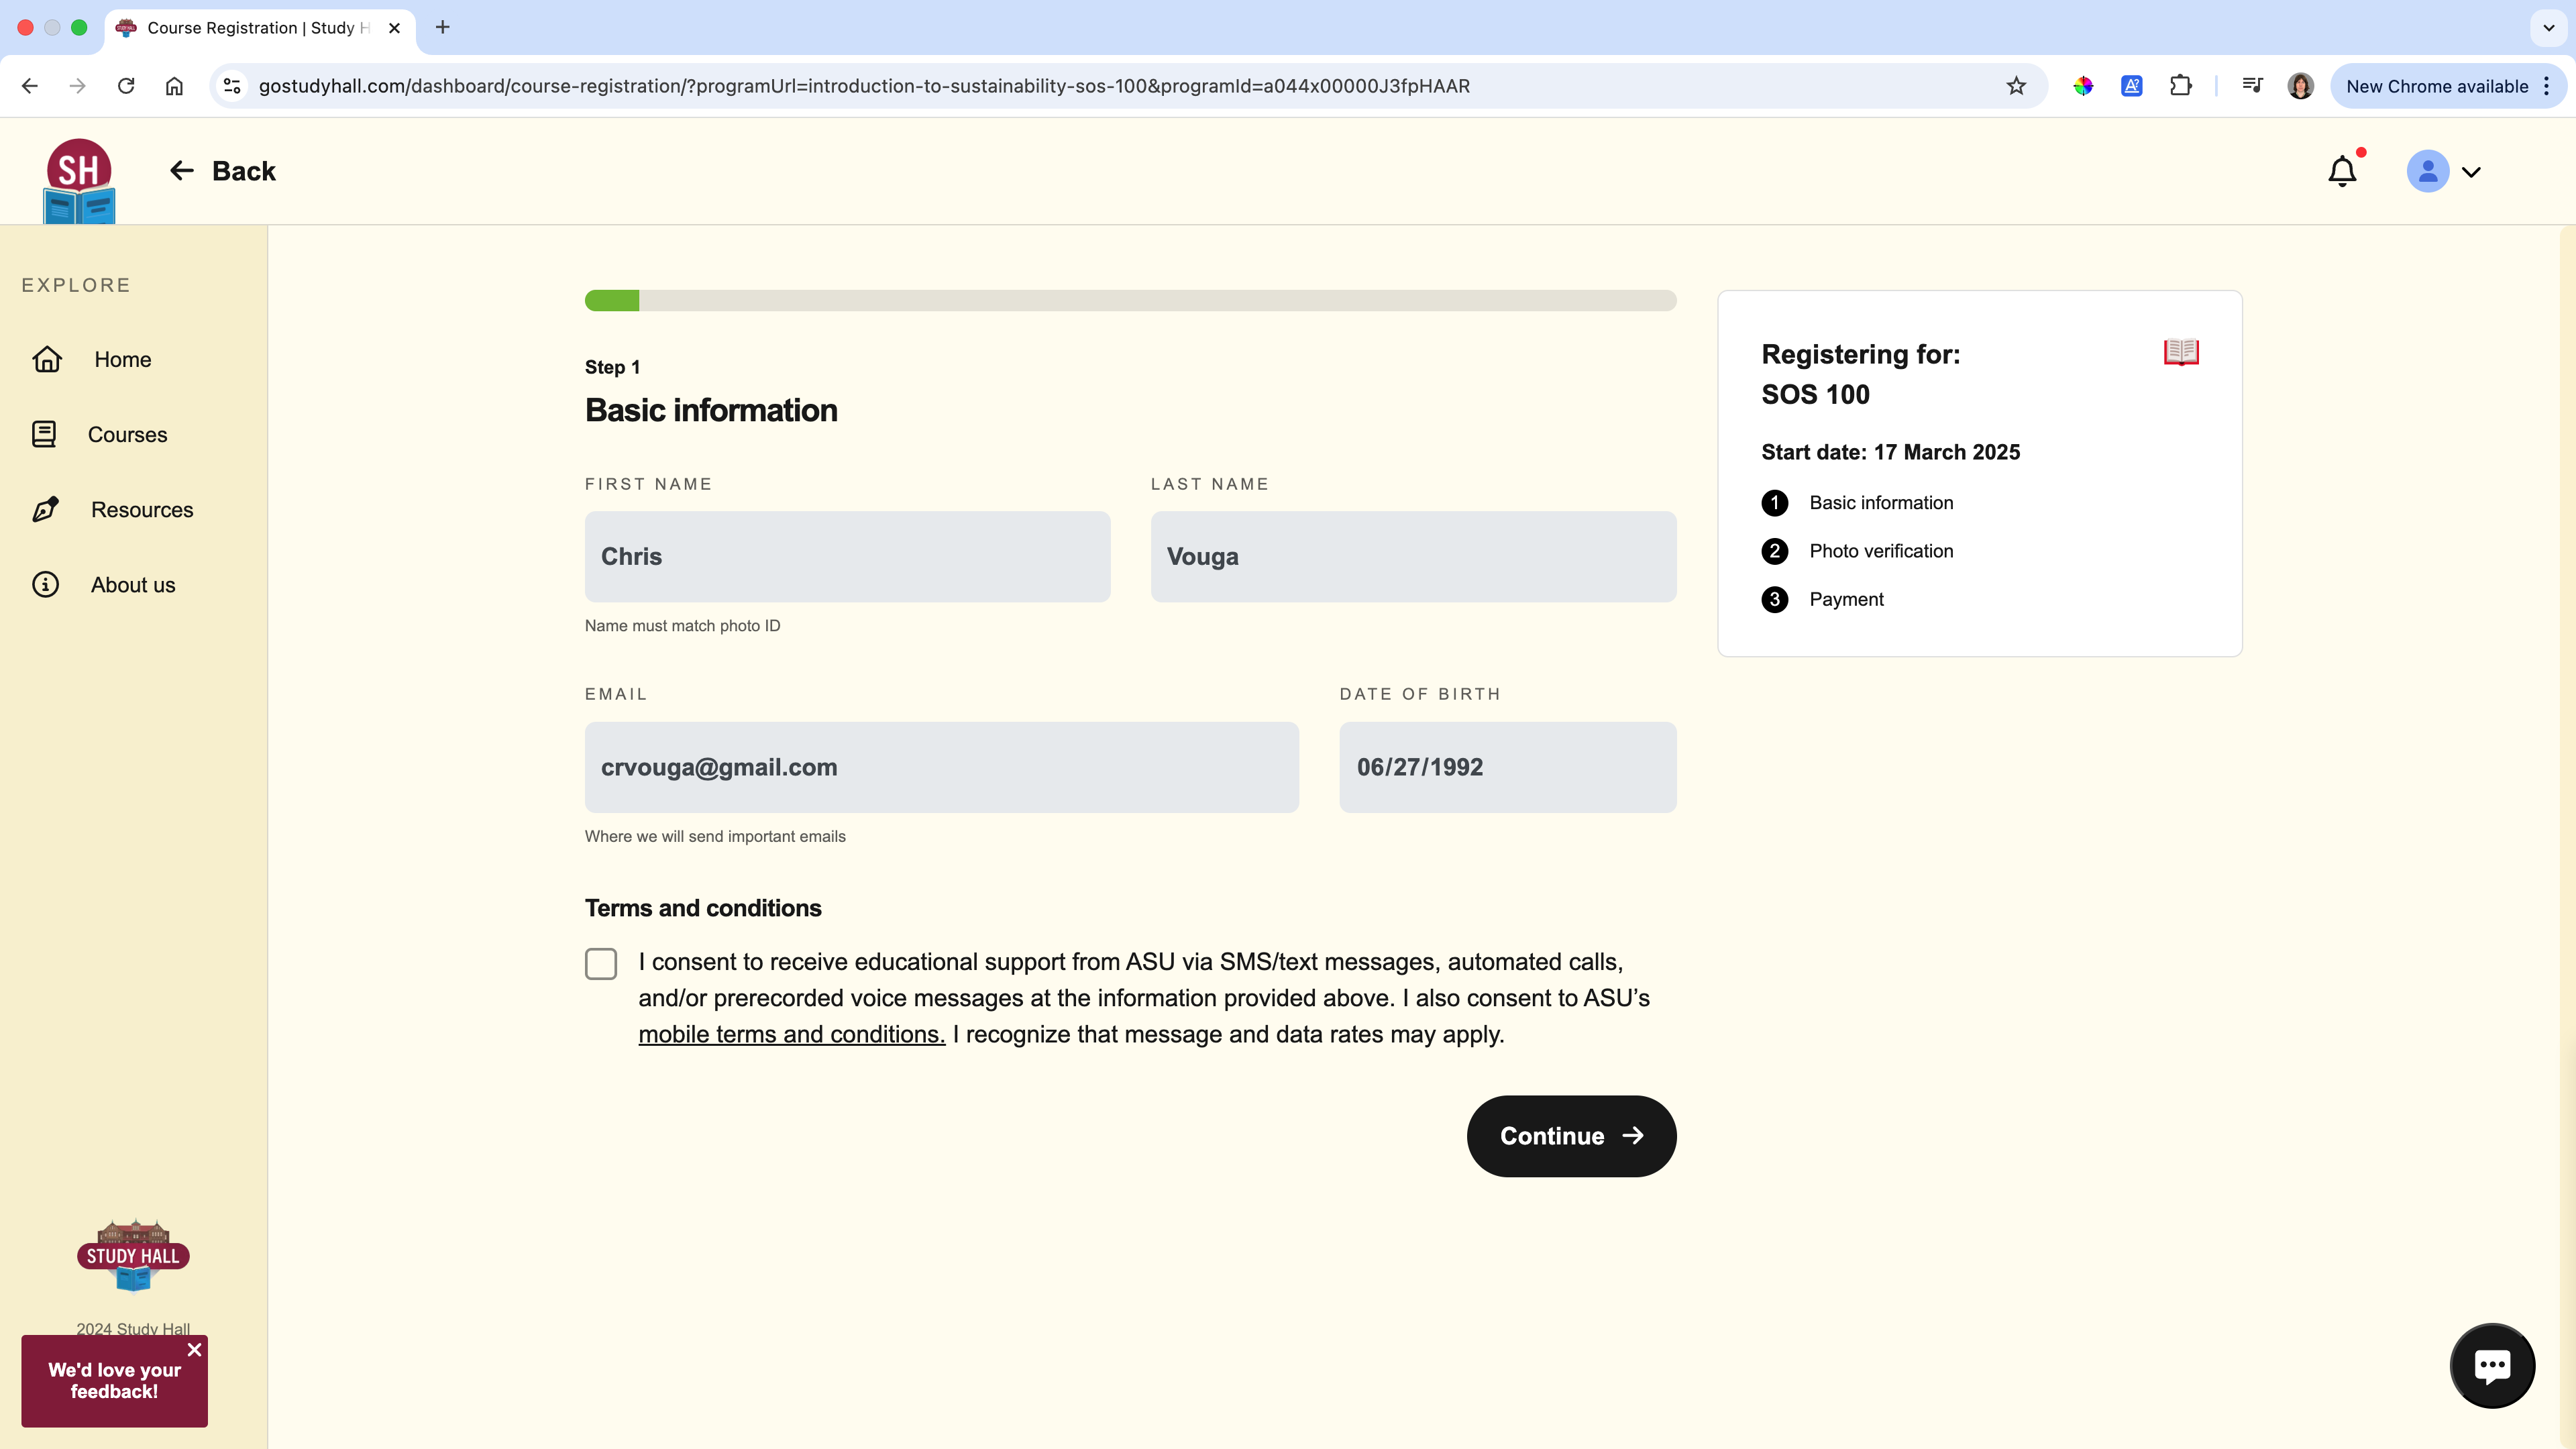 Course Registration | Study H
gostudyhall.com/dashboard/course-registration/?programUrl=introduction-to-sustainability-sos-100&programId=a044x00000J3fpHAAR
New Chrome available
SH
Back
EXPLORE
Home
Courses
Resources
About us
Step 1
Basic information
FIRST NAME
LAST NAME
Chris
Vouga
Name must match photo ID
EMAIL
DATE OF BIRTH
crvouga@gmail.com
06/27/1992
Where we will send important emails
Terms and conditions
I consent to receive educational support from ASU via SMS/text messages, automated calls,
and/or prerecorded voice messages at the information provided above. I also consent to ASU’s
mobile terms and conditions. I recognize that message and data rates may apply.
Continue
Registering for:
SOS 100
Start date: 17 March 2025
1 Basic information
2 Photo verification
3 Payment
STUDY HALL
2024 Study Hall
We'd love your
feedback!